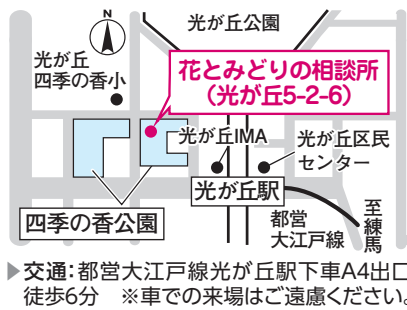 N
光が丘公園
光が丘
四季の香小
花とみどりの相談所
（光が丘5-2-6）
光が丘IMA
光が丘区民
センター
光が丘駅
四季の香公園
都営
大江戸線
至練馬
▶交通：都営大江戸線光が丘駅下車A4出口
徒歩6分　※車での来場はご遠慮ください。